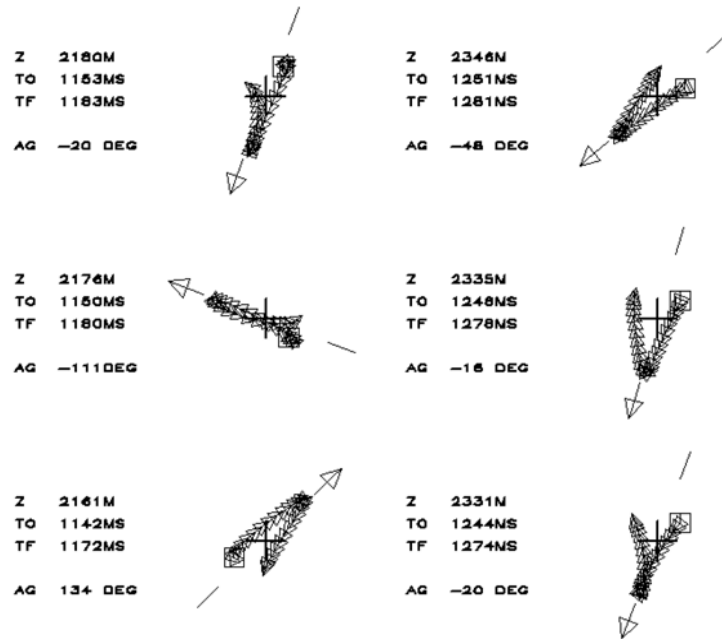 Z 2180M
TO 1153MS
TF 1183MS
AG -20 DEG
Z 2346N
TO 1251NS
TF 1281NS
AG -48 DEG
Z 2176M
TO 1150MS
TF 1180MS
AG -111DEG
Z 2335N
TO 1248NS
TF 1278NS
AG -16 DEG
Z 2161M
TO 1142MS
TF 1172MS
AG 134 DEG
Z 2331N
TO 1244NS
TF 1274NS
AG -20 DEG